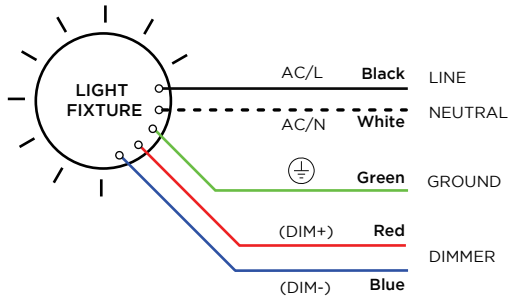 LIGHT
FIXTURE
AC/L Black LINE
AC/N White NEUTRAL
Green GROUND
(DIM+) Red
DIMMER
(DIM-) Blue